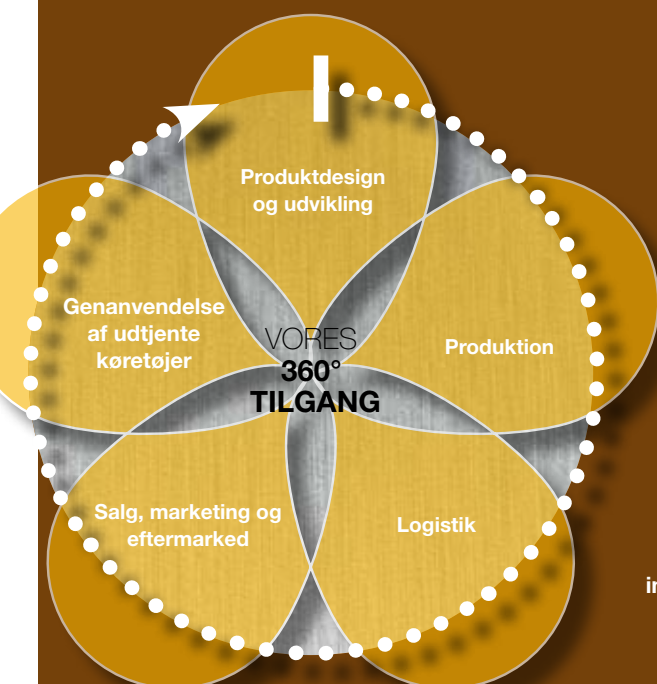 Produktdesign
og udvikling
Genanvendelse
af udtjente
køretøjer
VORES
360°
TILGANG
Produktion
Salg, marketing og
eftermarked
Logistik